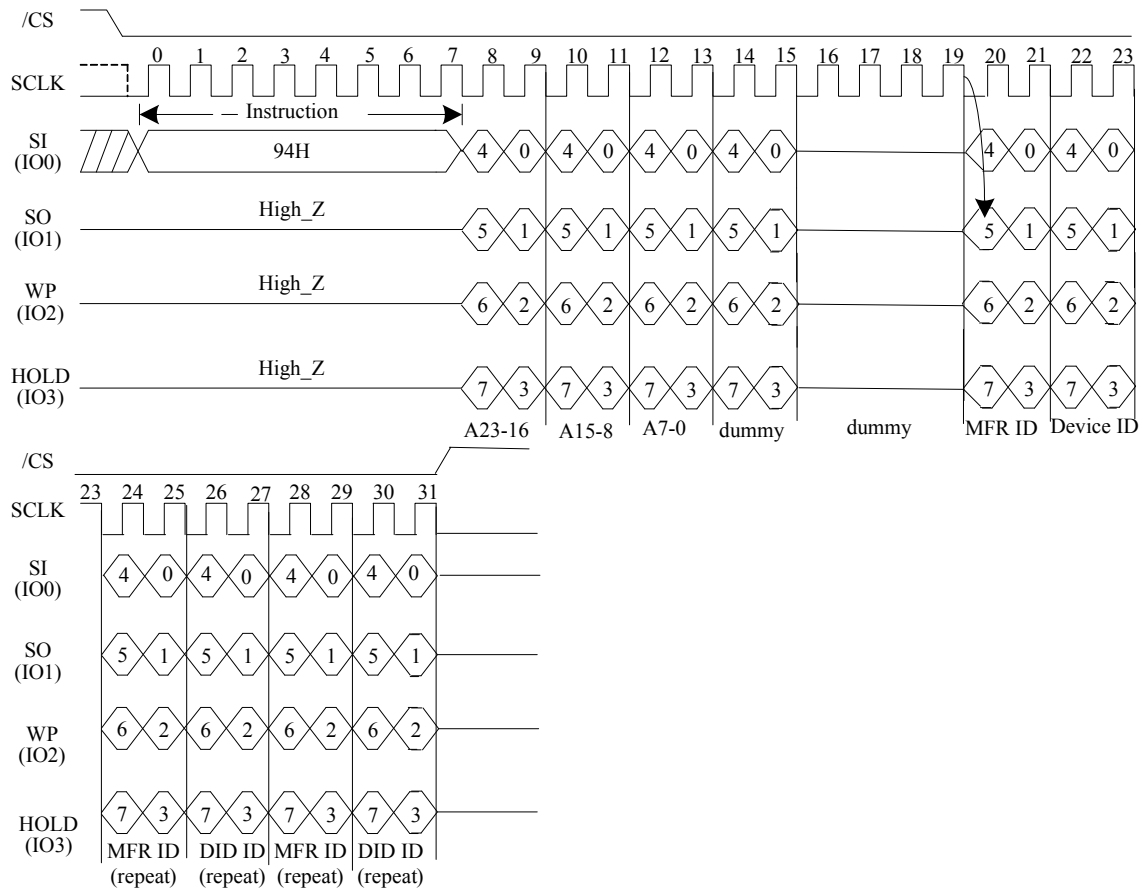 /CS
0 1 2 3 4 5 6 7 8 9 10 11 12 13 14 15 16 17 18 19 20 21 22 23
SCLK
Instruction
SI
(IO0)
94H
4 0 4 0 4 0 4 0 4 0 4 0
High_Z
SO
(IO1)
5 1 5 1 5 1 5 1 5 1 5 1
High_Z
WP
(IO2)
6 2 6 2 6 2 6 2 6 2 6 2
High_Z
HOLD
(IO3)
7 3 7 3 7 3 7 3 7 3 7 3
A23-16 A15-8 A7-0 dummy dummy MFR ID Device ID
/CS
23 24 25 26 27 28 29 30 31
SCLK
SI
(IO0)
4 0 4 0 4 0 4 0
SO
(IO1)
5 1 5 1 5 1 5 1
WP
(IO2)
6 2 6 2 6 2 6 2
HOLD
(IO3)
7 3 7 3 7 3 7 3
MFR ID DID ID MFR ID DID ID
(repeat) (repeat) (repeat) (repeat)